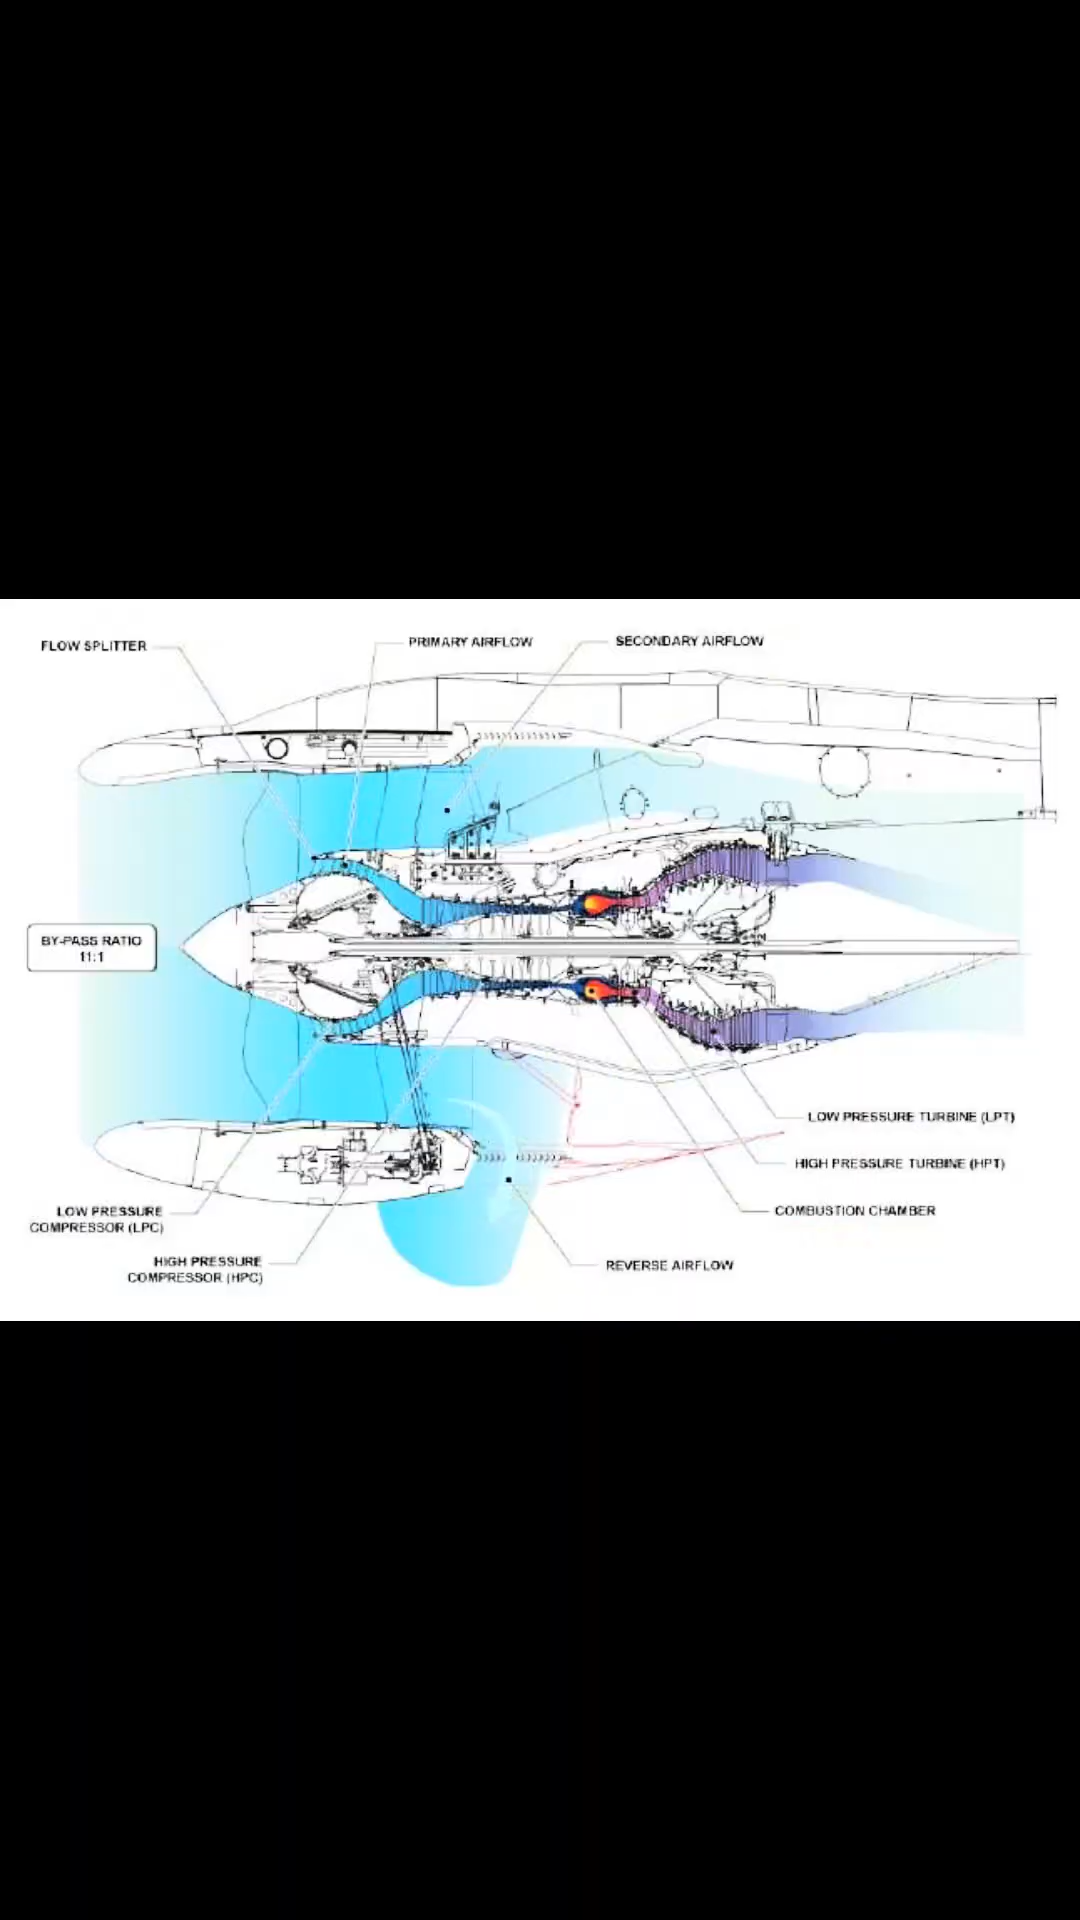 FLOW SPLITTER
PRIMARY AIRFLOW
SECONDARY AIRFLOW
BY-PASS RATIO
11:1
LOW PRESSURE TURBINE (LPT)
HIGH PRESSURE TURBINE (HPT)
LOW PRESSURE
COMPRESSOR (LPC)
COMBUSTION CHAMBER
HIGH PRESSURE
COMPRESSOR (HPC)
REVERSE AIRFLOW